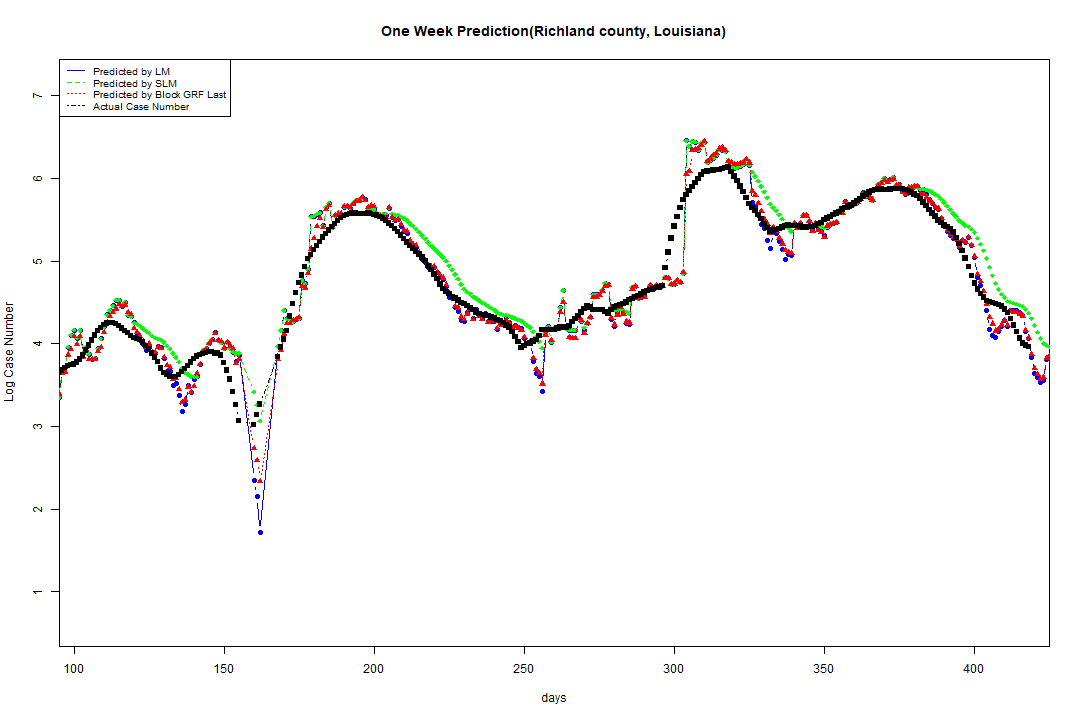 One Week Prediction(Richland county, Louisiana)
Predicted by LM
Predicted by SLM
Predicted by Block GRF Last
Actual Case Number
7
6
5
4
3
2
1
Log Case Number
100 150 200 250 300 350 400
days